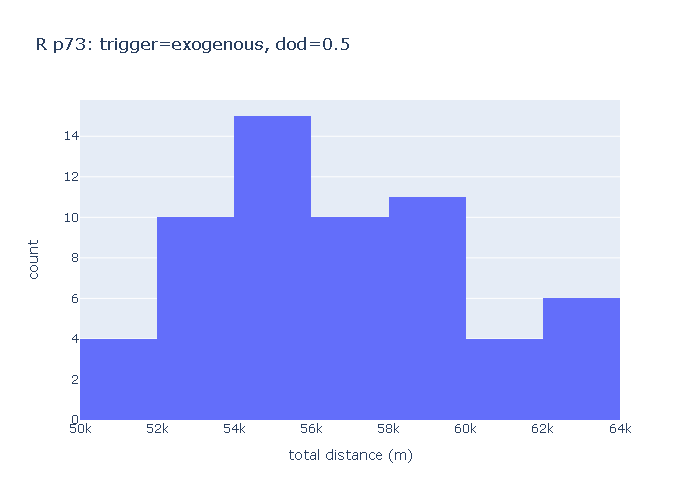 R p73: trigger=exogenous, dod=0.5
14
12
10
8
6
4
2
0
count
50k 52k 54k 56k 58k 60k 62k 64k
total distance (m)